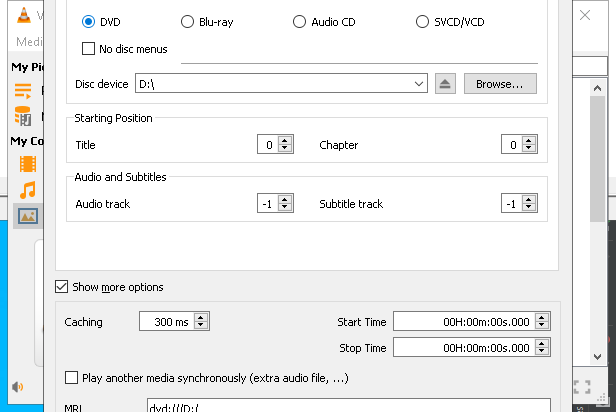 DVD Blu-ray Audio CD SVCD/VCD
Medi
No disc menus
My Pi
Disc device D:\ Browse...
Starting Position
My Co
Title 0 Chapter 0
Audio and Subtitles
Audio track -1 Subtitle track -1
Show more options
Caching 300 ms Start Time 00H:00m:00s.000
Stop Time 00H:00m:00s.000
Play another media synchronously (extra audio file, ...)
MRL dvd:///D:/